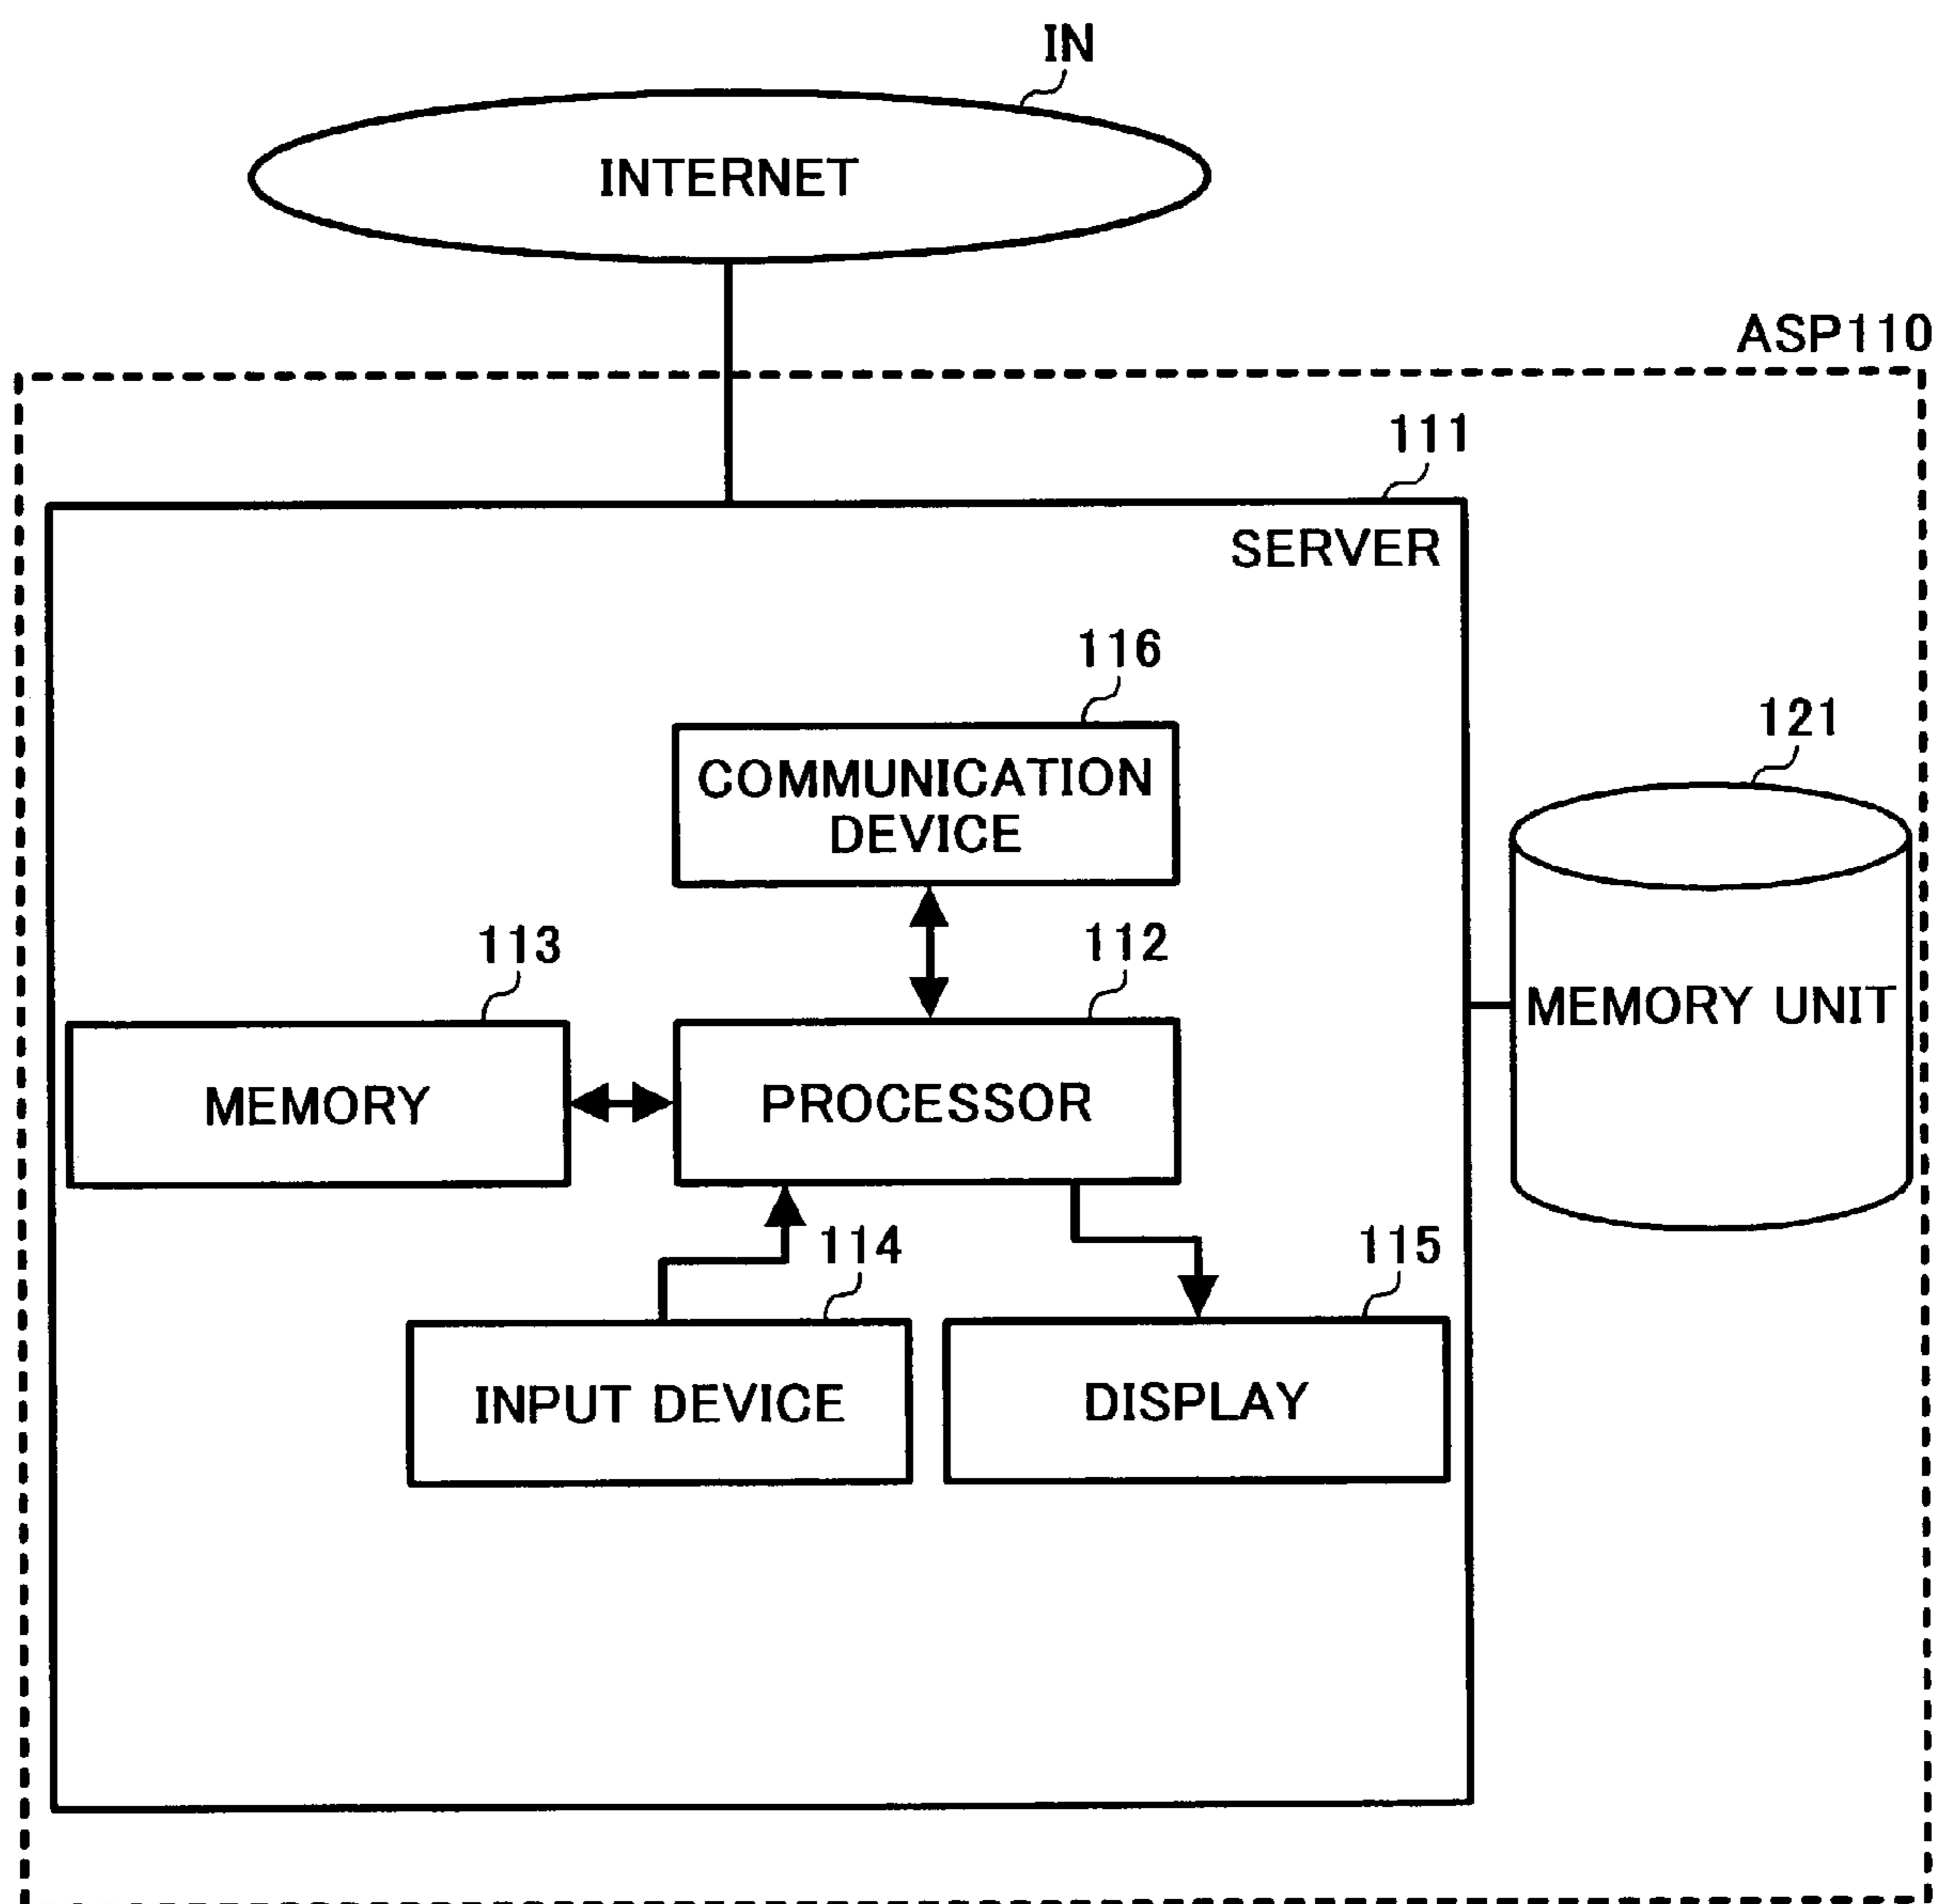 IN
INTERNET
ASP110
111
SERVER
116
COMMUNICATION
DEVICE
121
MEMORY UNIT
113
112
MEMORY
PROCESSOR
114
115
INPUT DEVICE
DISPLAY